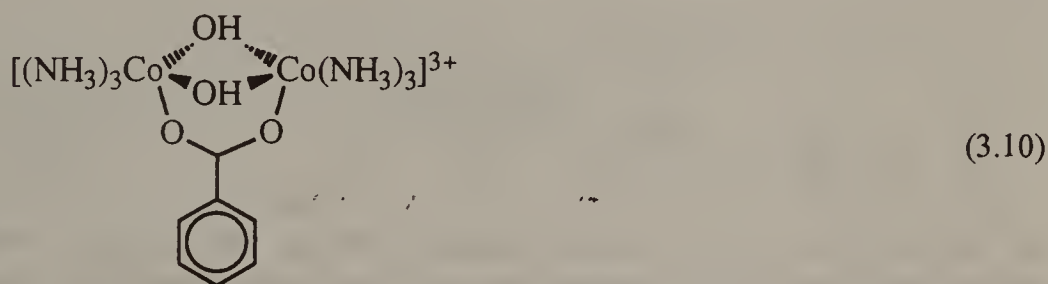 OH
[(NH₃)₃Co Co(NH₃)₃]³⁺
OH
O O
(3.10)